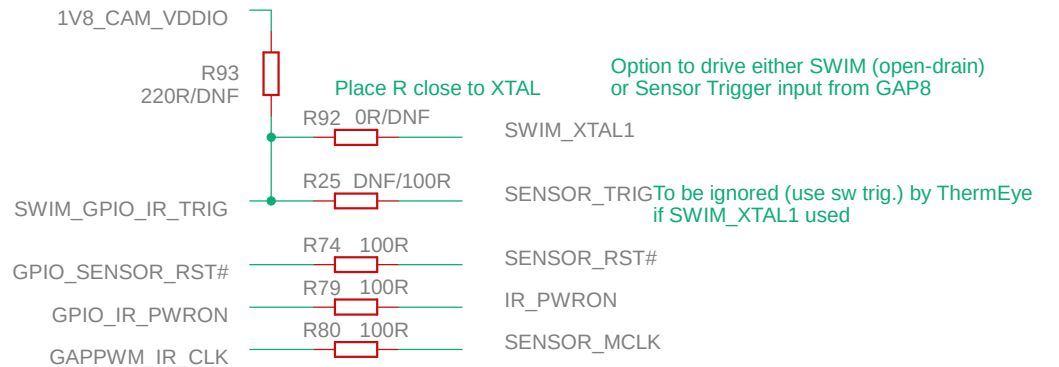 1V8_CAM_VDDIO
R93
220R/DNF
Place R close to XTAL
Option to drive either SWIM (open-drain)
or Sensor Trigger input from GAP8
R92 0R/DNF
SWIM_XTAL1
R25 DNF/100R
SENSOR_TRIG
To be ignored (use sw trig.) by ThermEye
if SWIM_XTAL1 used
SWIM_GPIO_IR_TRIG
R74 100R
SENSOR_RST#
GPIO_SENSOR_RST#
R79 100R
IR_PWRON
GPIO_IR_PWRON
R80 100R
SENSOR_MCLK
GAPPWM_IR_CLK